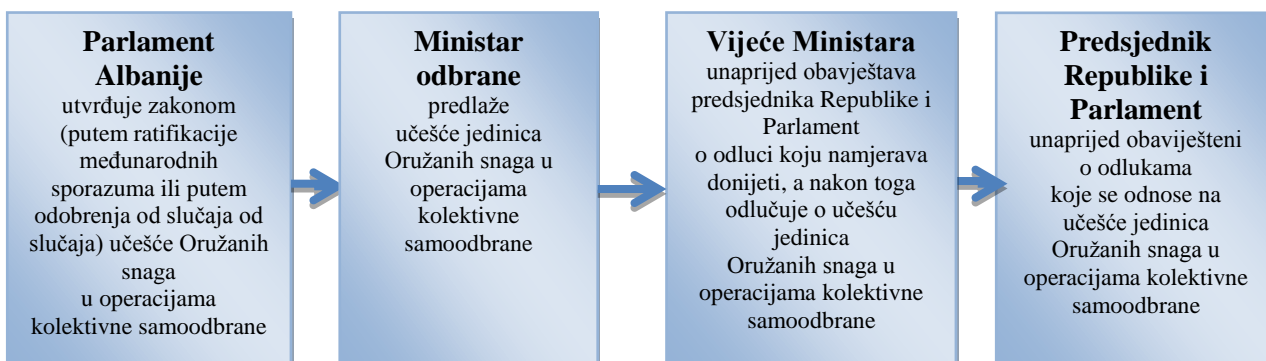 Parlament
Albanije
utvrđuje zakonom
(putem ratifikacije
međunarodnih
sporazuma ili putem
odobrenja od slučaja od
slučaja) učešće Oružanih
snaga
u operacijama
kolektivne samoodbrane
Ministar
odbrane
predlaže
učešće jedinica
Oružanih snaga u
operacijama
kolektivne
samoodbrane
Vijeće Ministara
unaprijed obavještava
predsjednika Republike i
Parlament
o odluci koju namjerava
donijeti, a nakon toga
odlučuje o učešću
jedinica
Oružanih snaga u
operacijama kolektivne
samoodbrane
Predsjednik
Republike i
Parlament
unaprijed obaviješteni
o odlukama
koje se odnose na
učešće jedinica
Oružanih snaga u
operacijama kolektivne
samoodbrane